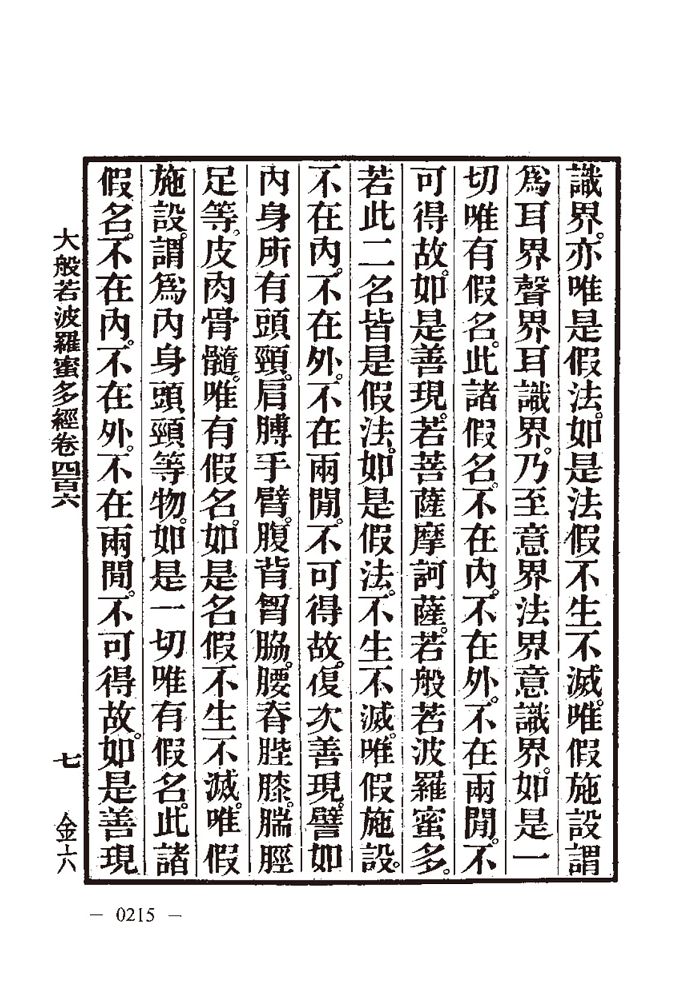 識界。亦唯是假法。如是法假不生不滅。唯假施設。謂
爲耳界聲界耳識界。乃至意界法界意識界。如是一
切唯有假名。此諸假名。不在內。不在外。不在兩閒。不
可得故。如是善現。若菩薩摩訶薩。若般若波羅蜜多。
若此二名皆是假法。如是假法。不生不滅。唯假施設。
不在內。不在外。不在兩閒。不可得故。復次善現。譬如
內身所有頭頸。肩膊手臂。腹背胷脇。腰脊䏶膝。腨脛
足等。皮肉骨髓。唯有假名。如是名假不生不滅。唯假
施設。謂爲內身頭頸等物。如是一切唯有假名。此諸
假名。不在內。不在外。不在兩閒。不可得故。如是善現
大般若波羅蜜多經卷四百六
七
金六
— 0215 —